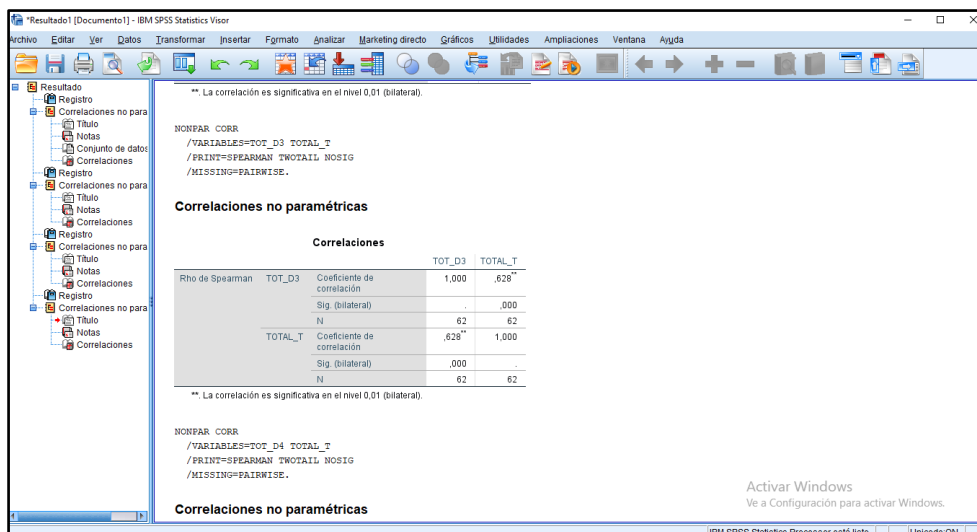 *Resultado1 [Documento1] - IBM SPSS Statistics Visor
Archivo Editar Ver Datos Transformar Insertar Formato Analizar Marketing directo Gráficos Utilidades Ampliaciones Ventana Ayuda
Resultado
Registro
Correlaciones no para
Título
Notas
Conjunto de datos
Correlaciones
Registro
Correlaciones no para
Título
Notas
Correlaciones
Registro
Correlaciones no para
Título
Notas
Correlaciones
Registro
Correlaciones no para
Título
Notas
Correlaciones
**. La correlación es significativa en el nivel 0,01 (bilateral).
NONPAR CORR
/VARIABLES=TOT_D3 TOTAL_T
/PRINT=SPEARMAN TWOTAIL NOSIG
/MISSING=PAIRWISE.
Correlaciones no paramétricas
Correlaciones
TOT_D3 TOTAL_T
Rho de Spearman TOT_D3 Coeficiente de correlación 1,000 ,628**
Sig. (bilateral) . ,000
N 62 62
TOTAL_T Coeficiente de correlación ,628** 1,000
Sig. (bilateral) ,000 .
N 62 62
**. La correlación es significativa en el nivel 0,01 (bilateral).
NONPAR CORR
/VARIABLES=TOT_D4 TOTAL_T
/PRINT=SPEARMAN TWOTAIL NOSIG
/MISSING=PAIRWISE.
Correlaciones no paramétricas
Activar Windows
Ve a Configuración para activar Windows.
IBM SPSS Statistics Processor está listo Unicode:ON